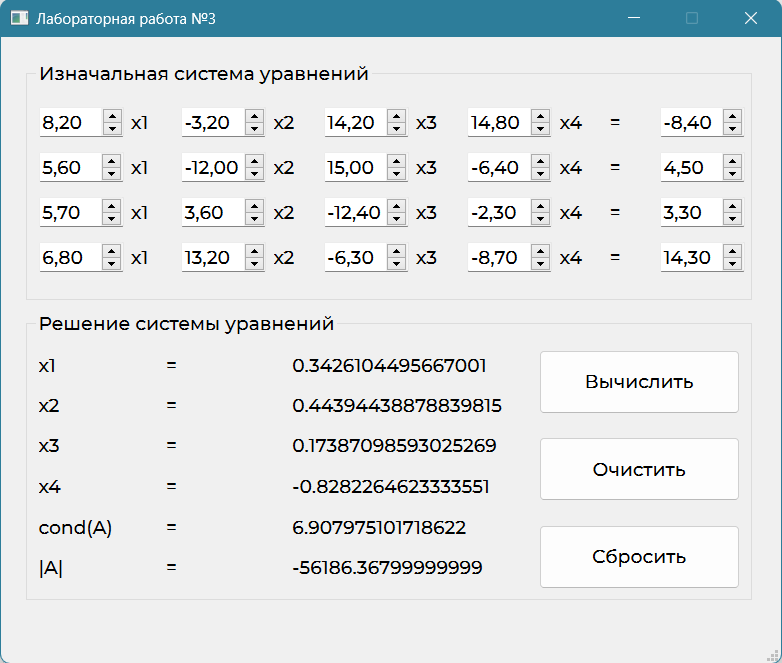 Лабораторная работа №3
Изначальная система уравнений
8,20 x1 -3,20 x2 14,20 x3 14,80 x4 = -8,40
5,60 x1 -12,00 x2 15,00 x3 -6,40 x4 = 4,50
5,70 x1 3,60 x2 -12,40 x3 -2,30 x4 = 3,30
6,80 x1 13,20 x2 -6,30 x3 -8,70 x4 = 14,30
Решение системы уравнений
x1 = 0.3426104495667001
x2 = 0.44394438878839815
x3 = 0.17387098593025269
x4 = -0.8282264623333551
cond(A) = 6.907975101718622
|A| = -56186.36799999999
Вычислить
Очистить
Сбросить